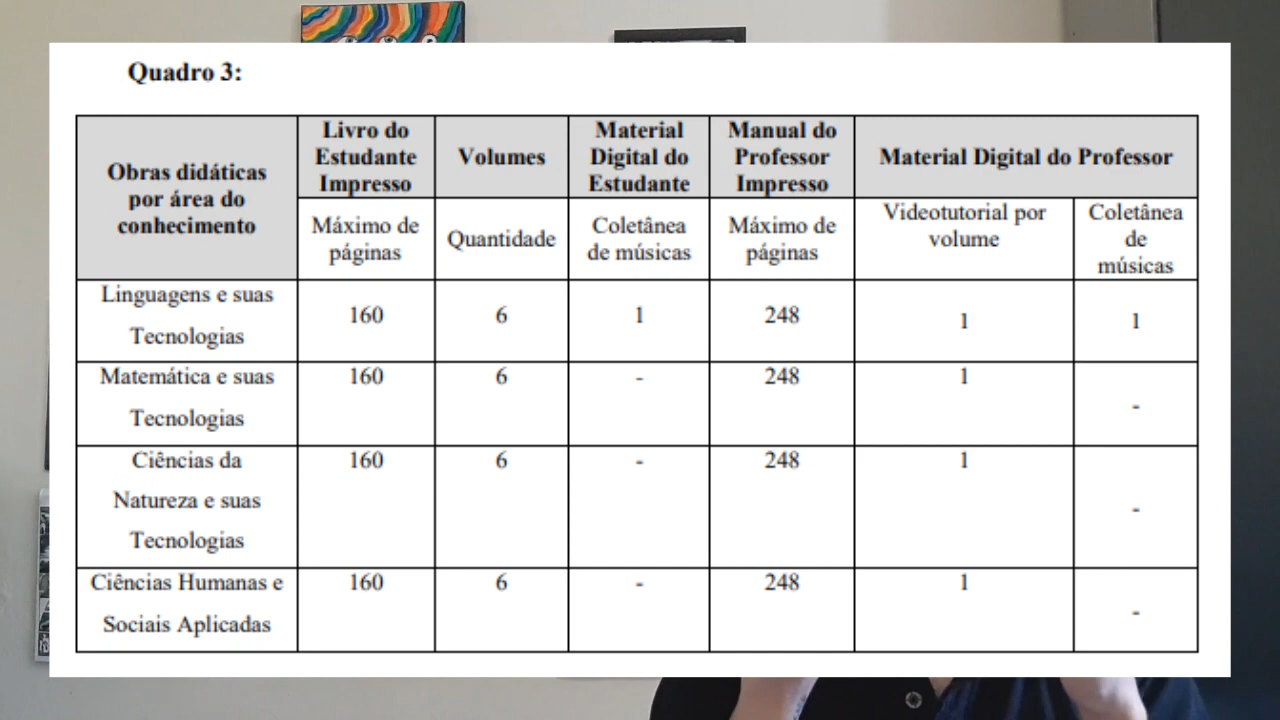 Quadro 3:
Obras didáticas
por área do
conhecimento
Livro do
Estudante
Impresso
Volumes
Material
Digital do
Estudante
Manual do
Professor
Impresso
Material Digital do Professor
Máximo de
páginas
Quantidade
Coletânea
de músicas
Máximo de
páginas
Videotutorial por
volume
Coletânea
de
músicas
Linguagens e suas
Tecnologias
160
6
1
248
1
1
Matemática e suas
Tecnologias
160
6
-
248
1
-
Ciências da
Natureza e suas
Tecnologias
160
6
-
248
1
-
Ciências Humanas e
Sociais Aplicadas
160
6
-
248
1
-